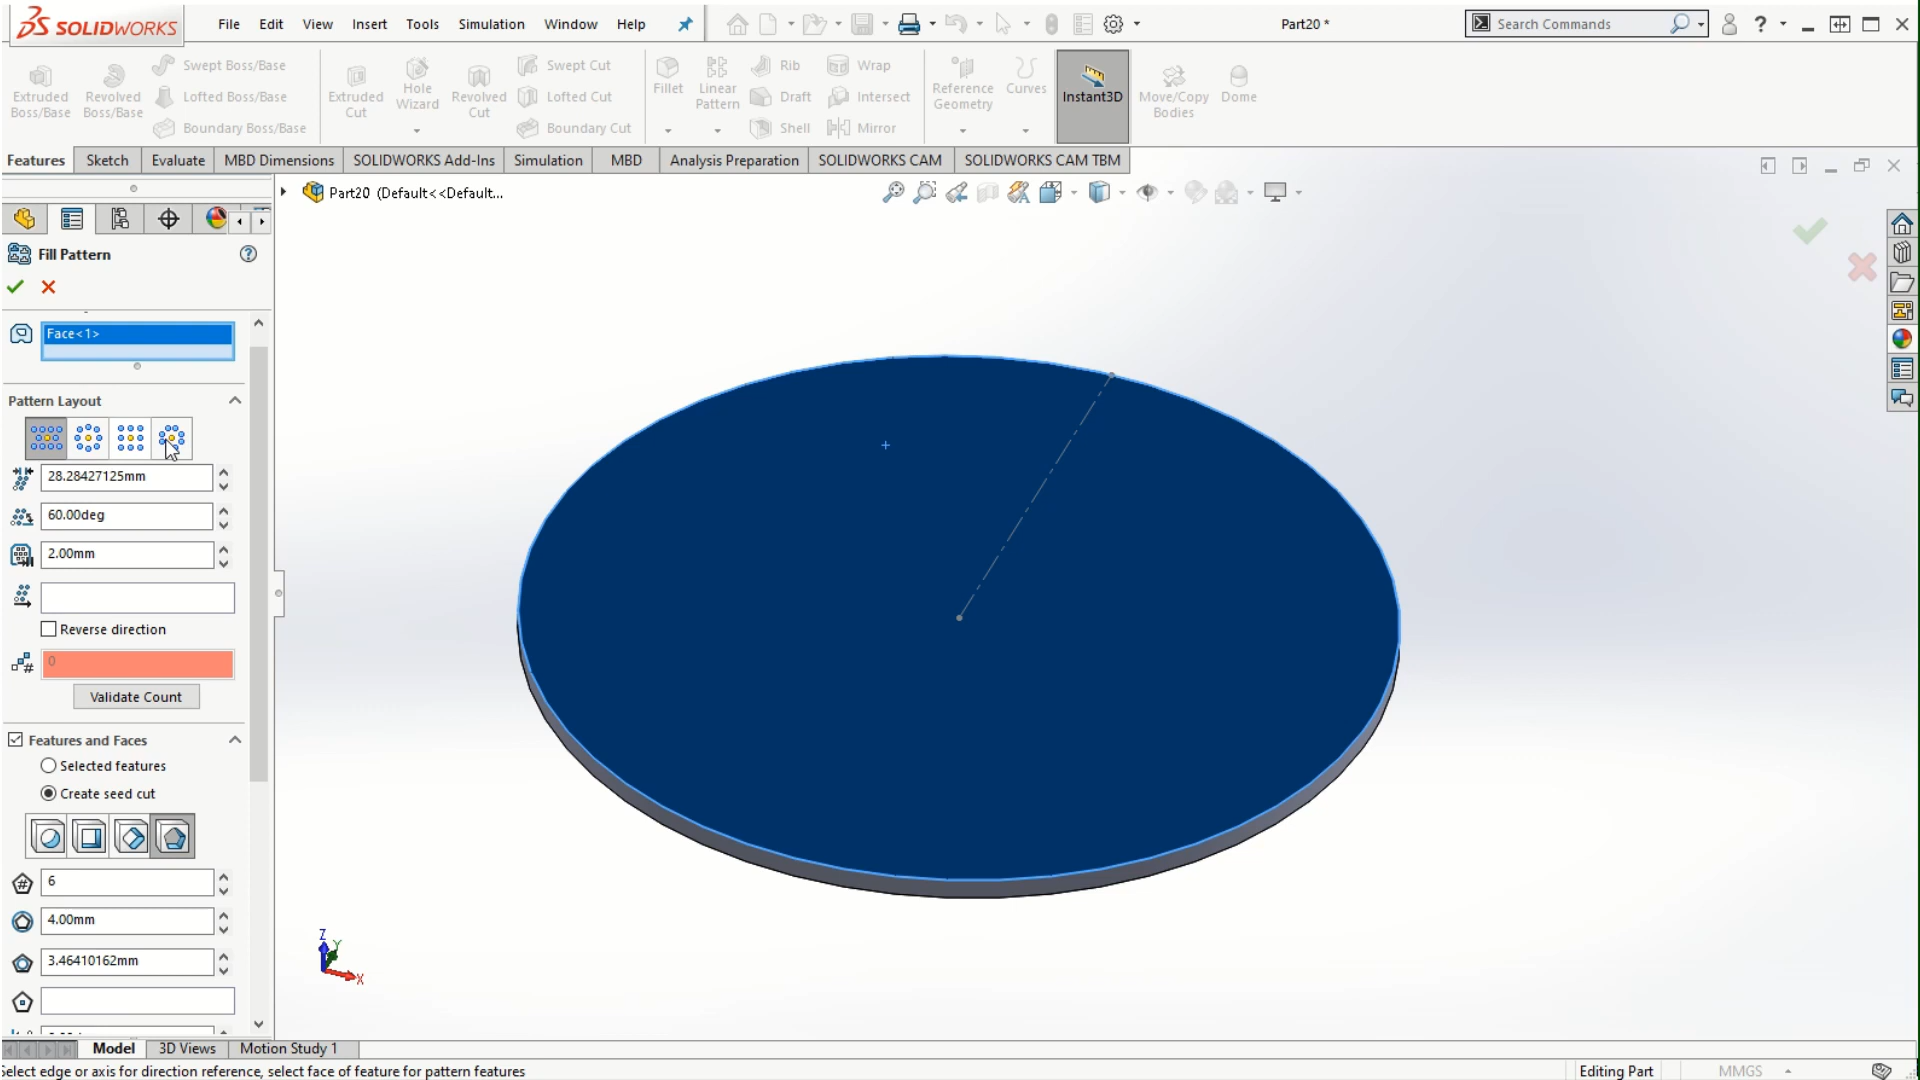 SOLIDWORKS File Edit View Insert Tools Simulation Window Help Part20 * Search Commands ?
Extruded Boss/Base
Revolved Boss/Base
Swept Boss/Base
Lofted Boss/Base
Boundary Boss/Base
Extruded Cut
Hole Wizard
Revolved Cut
Swept Cut
Lofted Cut
Boundary Cut
Fillet
Linear Pattern
Rib
Draft
Shell
Wrap
Intersect
Mirror
Reference Geometry
Curves
Instant3D
Move/Copy Bodies
Dome
Features Sketch Evaluate MBD Dimensions SOLIDWORKS Add-Ins Simulation MBD Analysis Preparation SOLIDWORKS CAM SOLIDWORKS CAM TBM
Part20 (Default<<Default...
Fill Pattern
Face<1>
Pattern Layout
28.28427125mm
60.00deg
2.00mm
Reverse direction
0
Validate Count
Features and Faces
Selected features
Create seed cut
6
4.00mm
3.46410162mm
Z
Y
X
Model 3D Views Motion Study 1
Select edge or axis for direction reference, select face of feature for pattern features
Editing Part MMGS